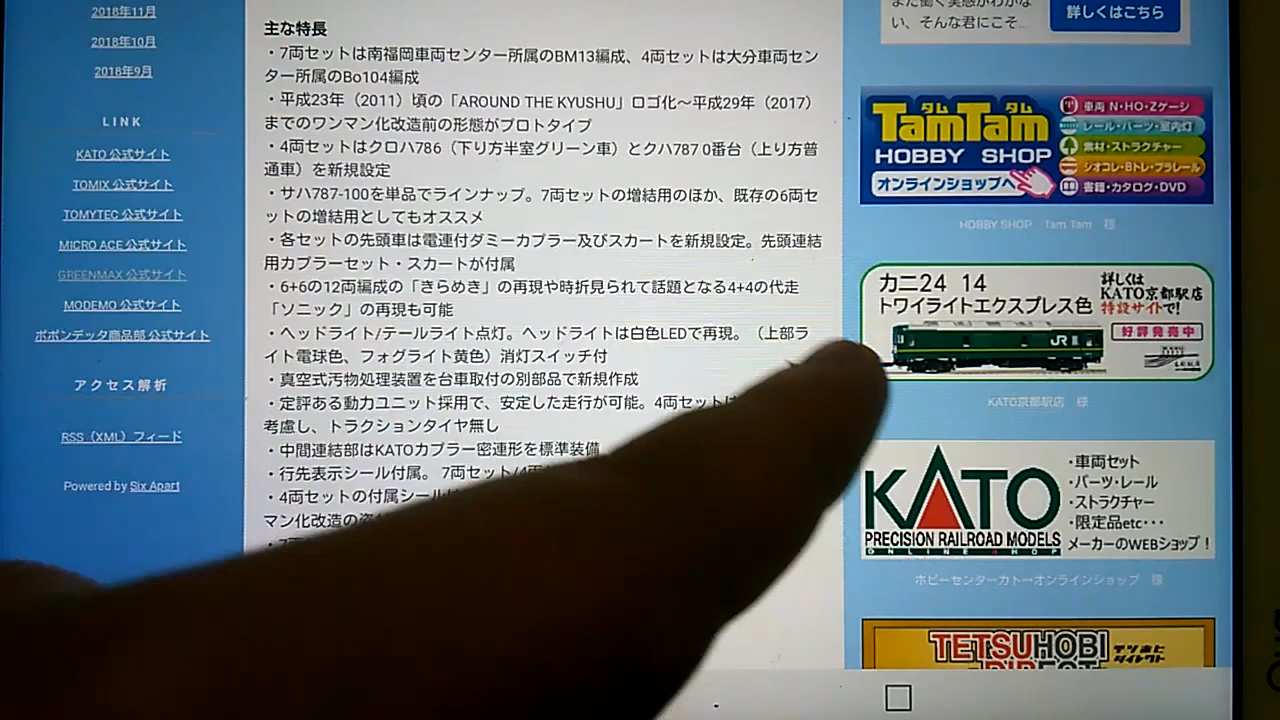 2018年11月
2018年10月
2018年9月
LINK
KATO 公式サイト
TOMIX 公式サイト
TOMYTEC 公式サイト
MICRO ACE 公式サイト
GREENMAX 公式サイト
MODEMO 公式サイト
ポポンデッタ商品部 公式サイト
アクセス解析
RSS（XML）フィード
Powered by Six Apart
主な特長
・7両セットは南福岡車両センター所属のBM13編成、4両セットは大分車両セン
ター所属のBo104編成
・平成23年（2011）頃の「AROUND THE KYUSHU」ロゴ化～平成29年（2017）
までのワンマン化改造前の形態がプロトタイプ
・4両セットはクロハ786（下り方半室グリーン車）とクハ787 0番台（上り方普
通車）を新規設定
・サハ787-100を単品でラインナップ。7両セットの増結用のほか、既存の6両セ
ットの増結用としてもオススメ
・各セットの先頭車は電連付ダミーカプラー及びスカートを新規設定。先頭連結
用カプラーセット・スカートが付属
・6+6の12両編成の「きらめき」の再現や時折見られて話題となる4+4の代走
「ソニック」の再現も可能
・ヘッドライト/テールライト点灯。ヘッドライトは白色LEDで再現。（上部ラ
イト電球色、フォグライト黄色）消灯スイッチ付
・真空式汚物処理装置を台車取付の別部品で新規作成
・定評ある動力ユニット採用で、安定した走行が可能。4両セットは
考慮し、トラクションタイヤ無し
・中間連結部はKATOカプラー密連形を標準装備
・行先表示シール付属。 7両セット/4両
・4両セットの付属シールは
マン化改造の
い、そんな君にこそ…
詳しくはこちら
タム タム
TamTam
HOBBY SHOP
オンラインショップへ
車両 N・HO・Zゲージ
レール・パーツ・室内灯
素材・ストラクチャー
ジオコレ・Bトレ・プラレール
書籍・カタログ・DVD
HOBBY SHOP Tam Tam 様
カニ24 14
トワイライトエクスプレス色
詳しくは
KATO京都駅店
特設サイトで!
好評発売中
JR
KATO京都駅店 様
KATO
PRECISION RAILROAD MODELS
ONLINE SHOP
・車両セット
・パーツ・レール
・ストラクチャー
・限定品etc・・・
メーカーのWEBショップ！
ホビーセンターカトーオンラインショップ 様
TETSUHOBI
テツホビ
ダイレクト